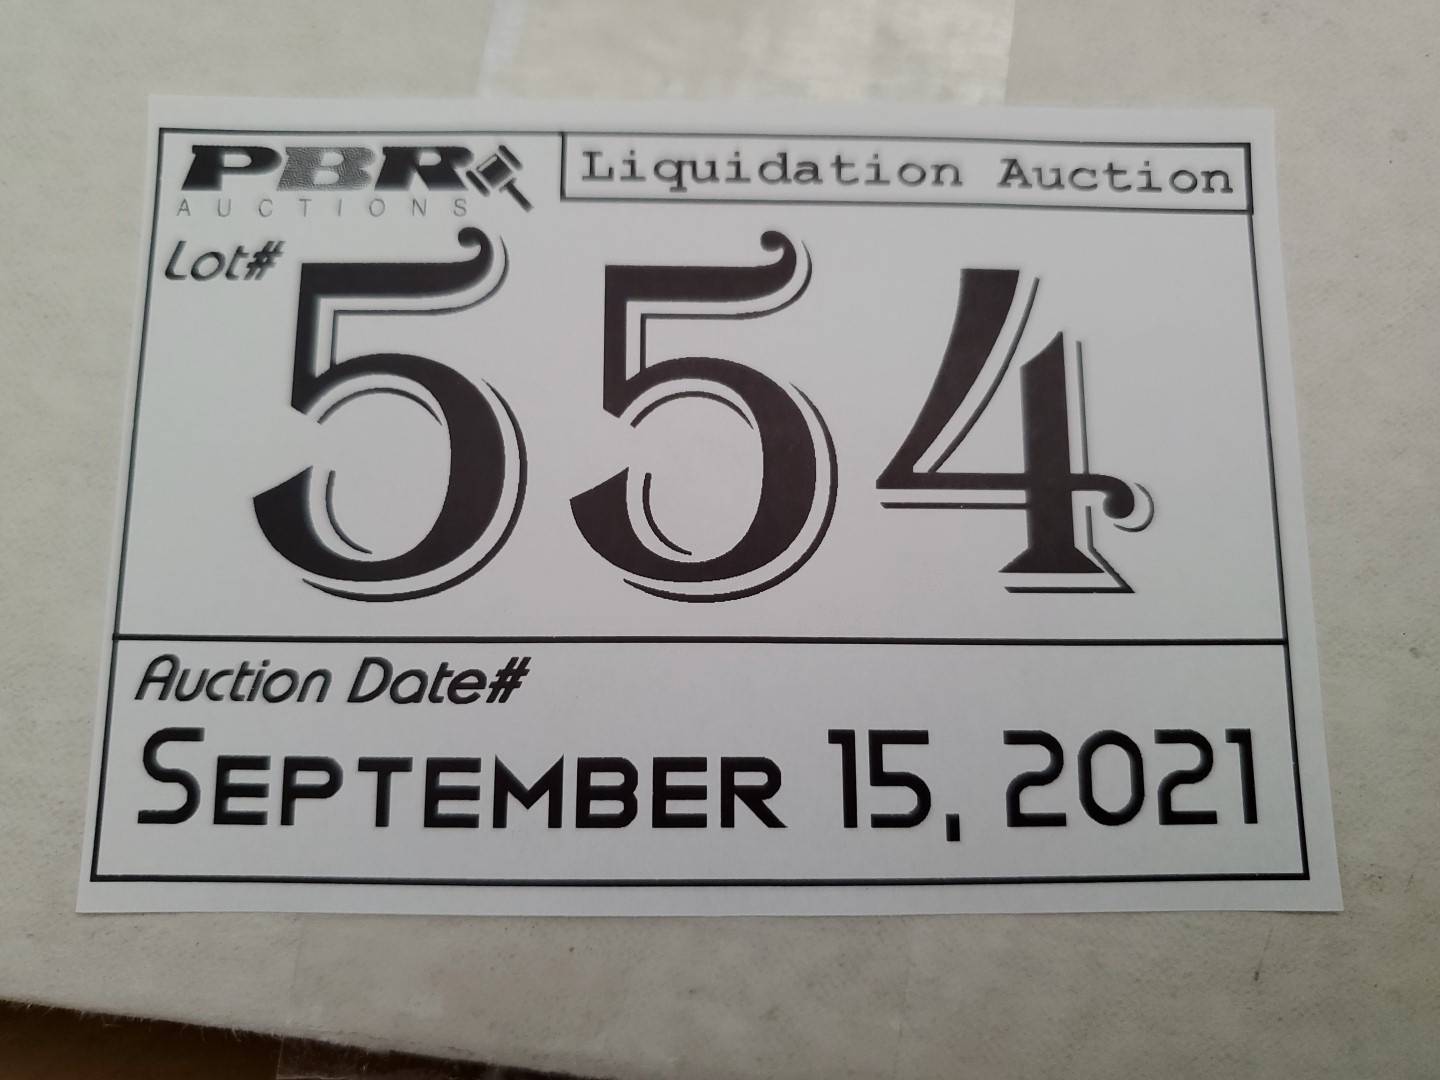 PBR
AUCTIONS
Liquidation Auction
Lot#
554
Auction Date#
SEPTEMBER 15, 2021